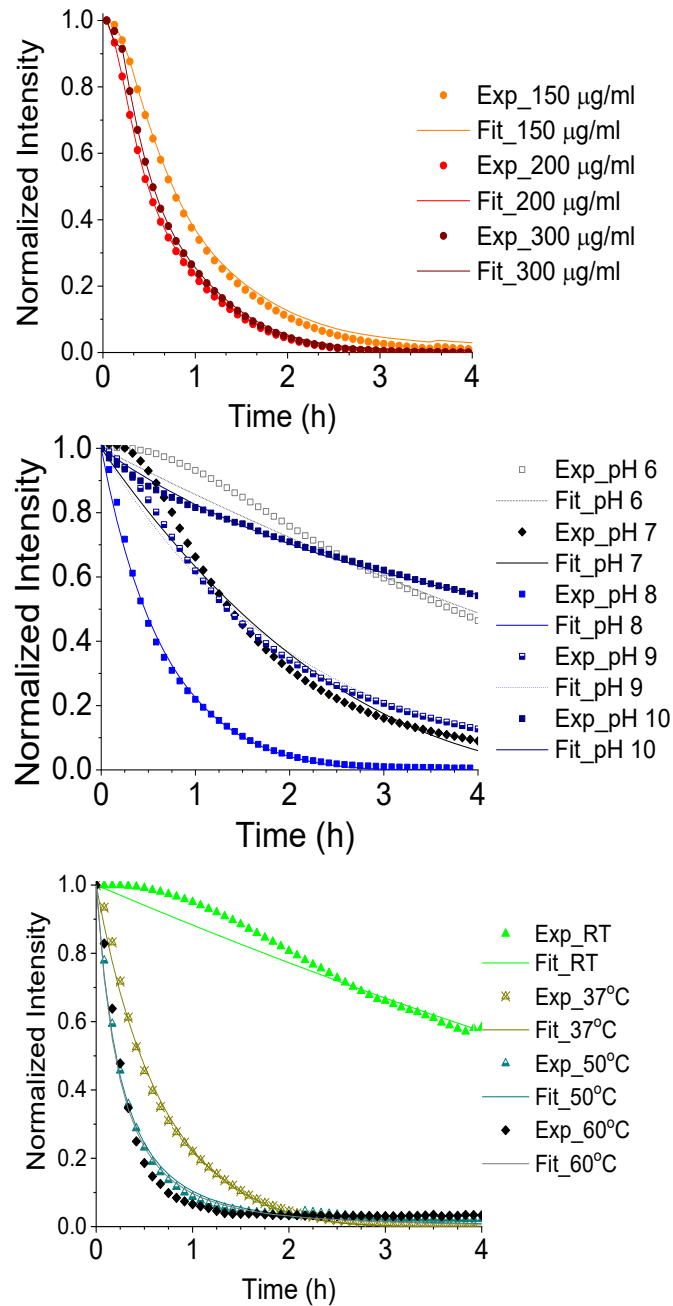 Normalized Intensity
1.0
0.8
0.6
0.4
0.2
0.0
0
1
2
3
4
Time (h)
Exp_150 μg/ml
Fit_150 μg/ml
Exp_200 μg/ml
Fit_200 μg/ml
Exp_300 μg/ml
Fit_300 μg/ml
Normalized Intensity
1.0
0.8
0.6
0.4
0.2
0.0
0
1
2
3
4
Time (h)
Exp_pH 6
Fit_pH 6
Exp_pH 7
Fit_pH 7
Exp_pH 8
Fit_pH 8
Exp_pH 9
Fit_pH 9
Exp_pH 10
Fit_pH 10
Normalized Intensity
1.0
0.8
0.6
0.4
0.2
0.0
0
1
2
3
4
Time (h)
Exp_RT
Fit_RT
Exp_37°C
Fit_37°C
Exp_50°C
Fit_50°C
Exp_60°C
Fit_60°C